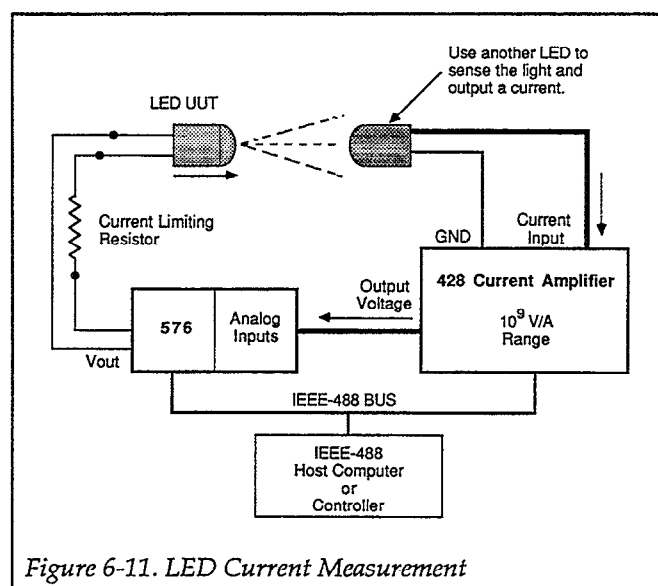 Use another LED to
sense the light and
output a current.
LED UUT
Current Limiting
Resistor
GND
Current
Input
428 Current Amplifier
10⁹ V/A
Range
Output
Voltage
576
Analog
Inputs
Vout
IEEE-488 BUS
IEEE-488
Host Computer
or
Controller
Figure 6-11. LED Current Measurement